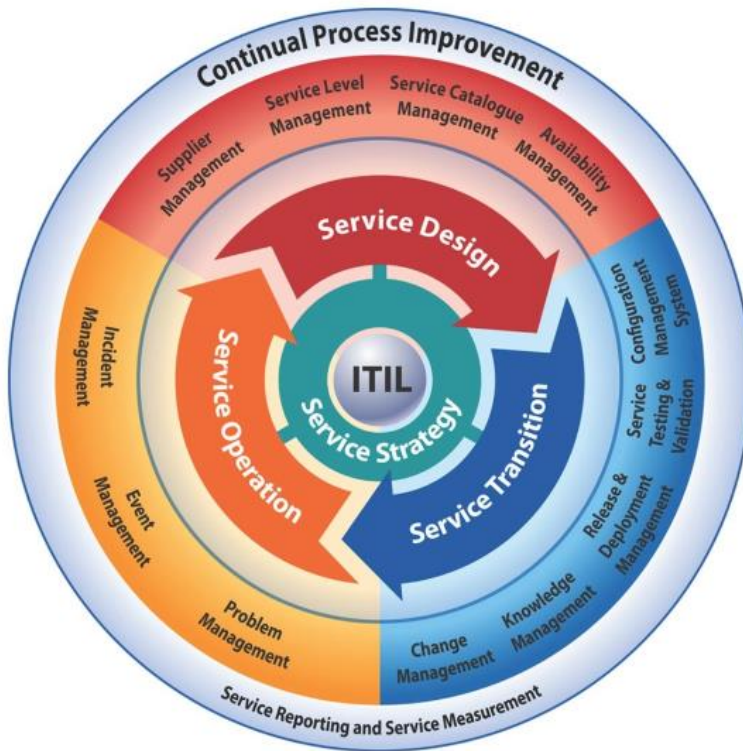 Continual Process Improvement
Supplier
Management
Service Level
Management
Service Catalogue
Management
Availability
Management
Configuration
Management
System
Service
Testing &
Validation
Release &
Deployment
Management
Knowledge
Management
Change
Management
Problem
Management
Event
Management
Incident
Management
Service Design
Service Transition
Service Operation
Service Strategy
ITIL
Service Reporting and Service Measurement